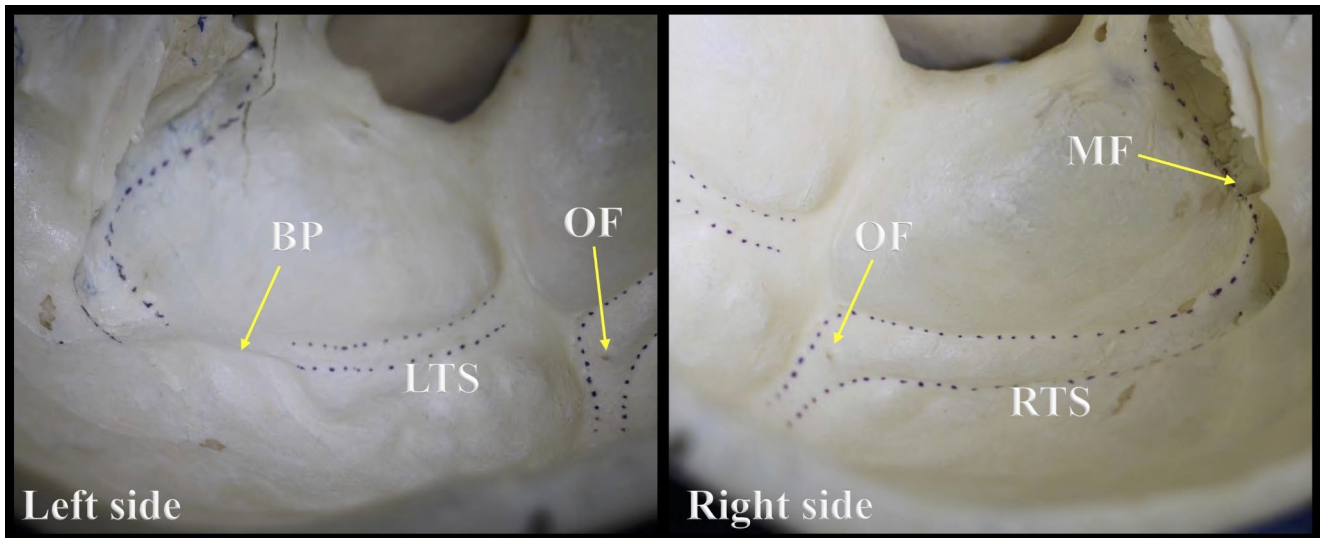 BP
OF
LTS
Left side
MF
OF
RTS
Right side